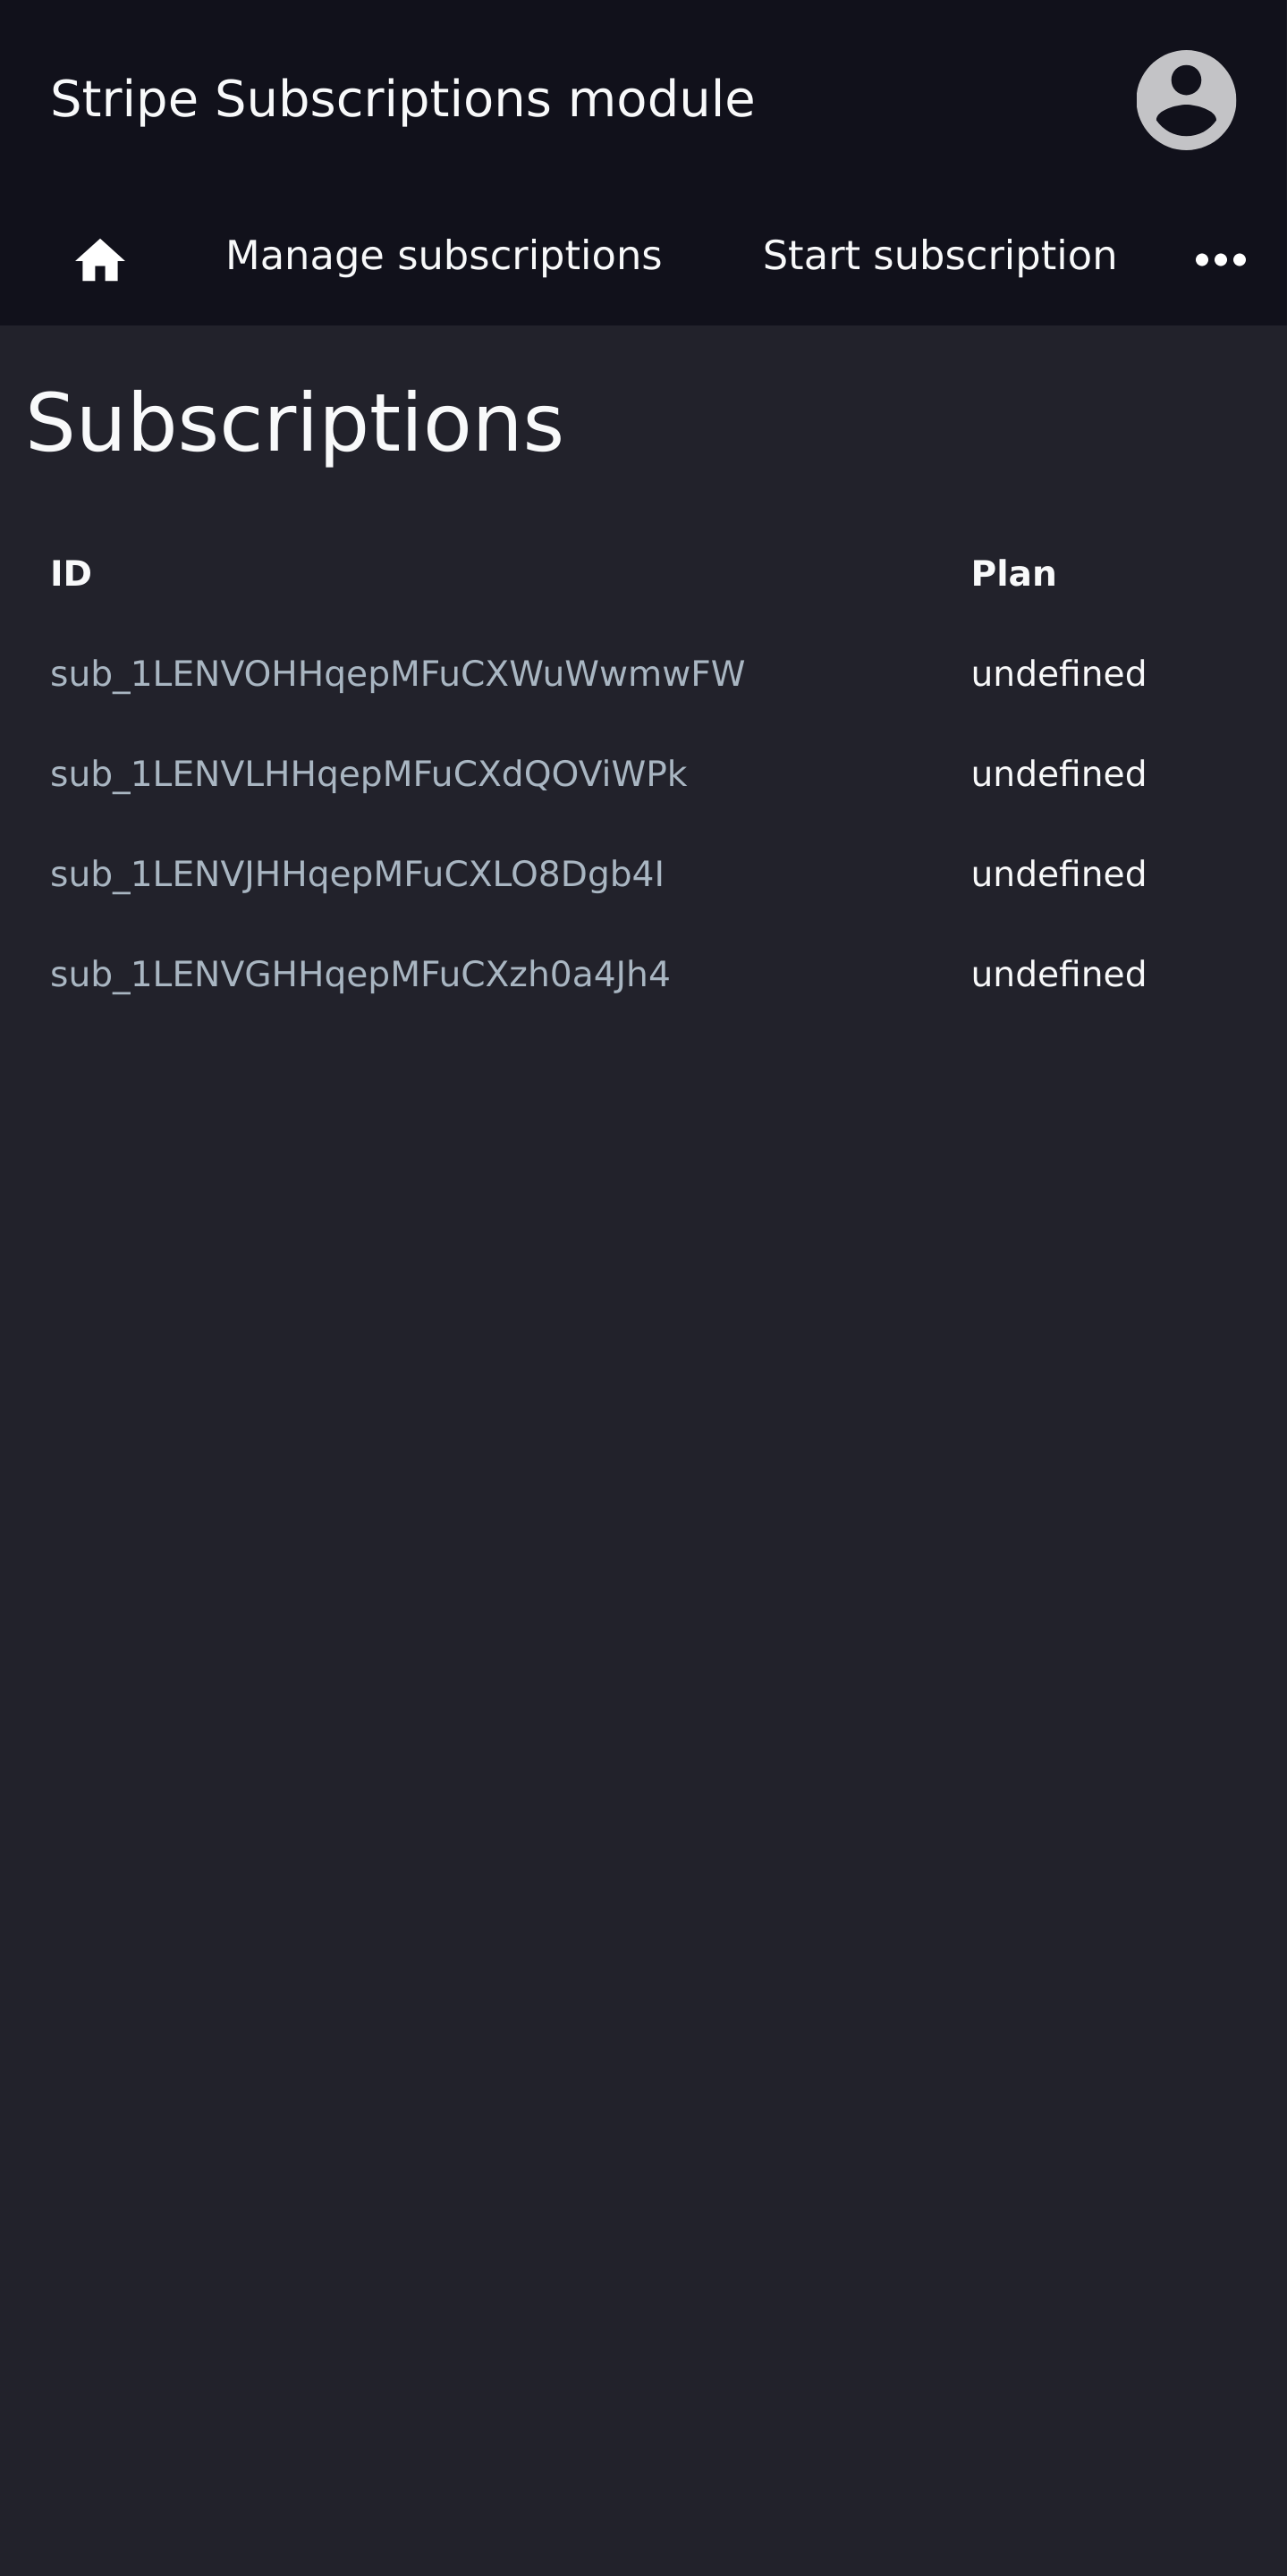 Stripe Subscriptions module
Manage subscriptions Start subscription
Subscriptions
ID Plan
sub_1LENVOHHqepMFuCXWuWwmwFW undefined
sub_1LENVLHHqepMFuCXdQOViWPk undefined
sub_1LENVJHHqepMFuCXLO8Dgb4I undefined
sub_1LENVGHHqepMFuCXzh0a4Jh4 undefined